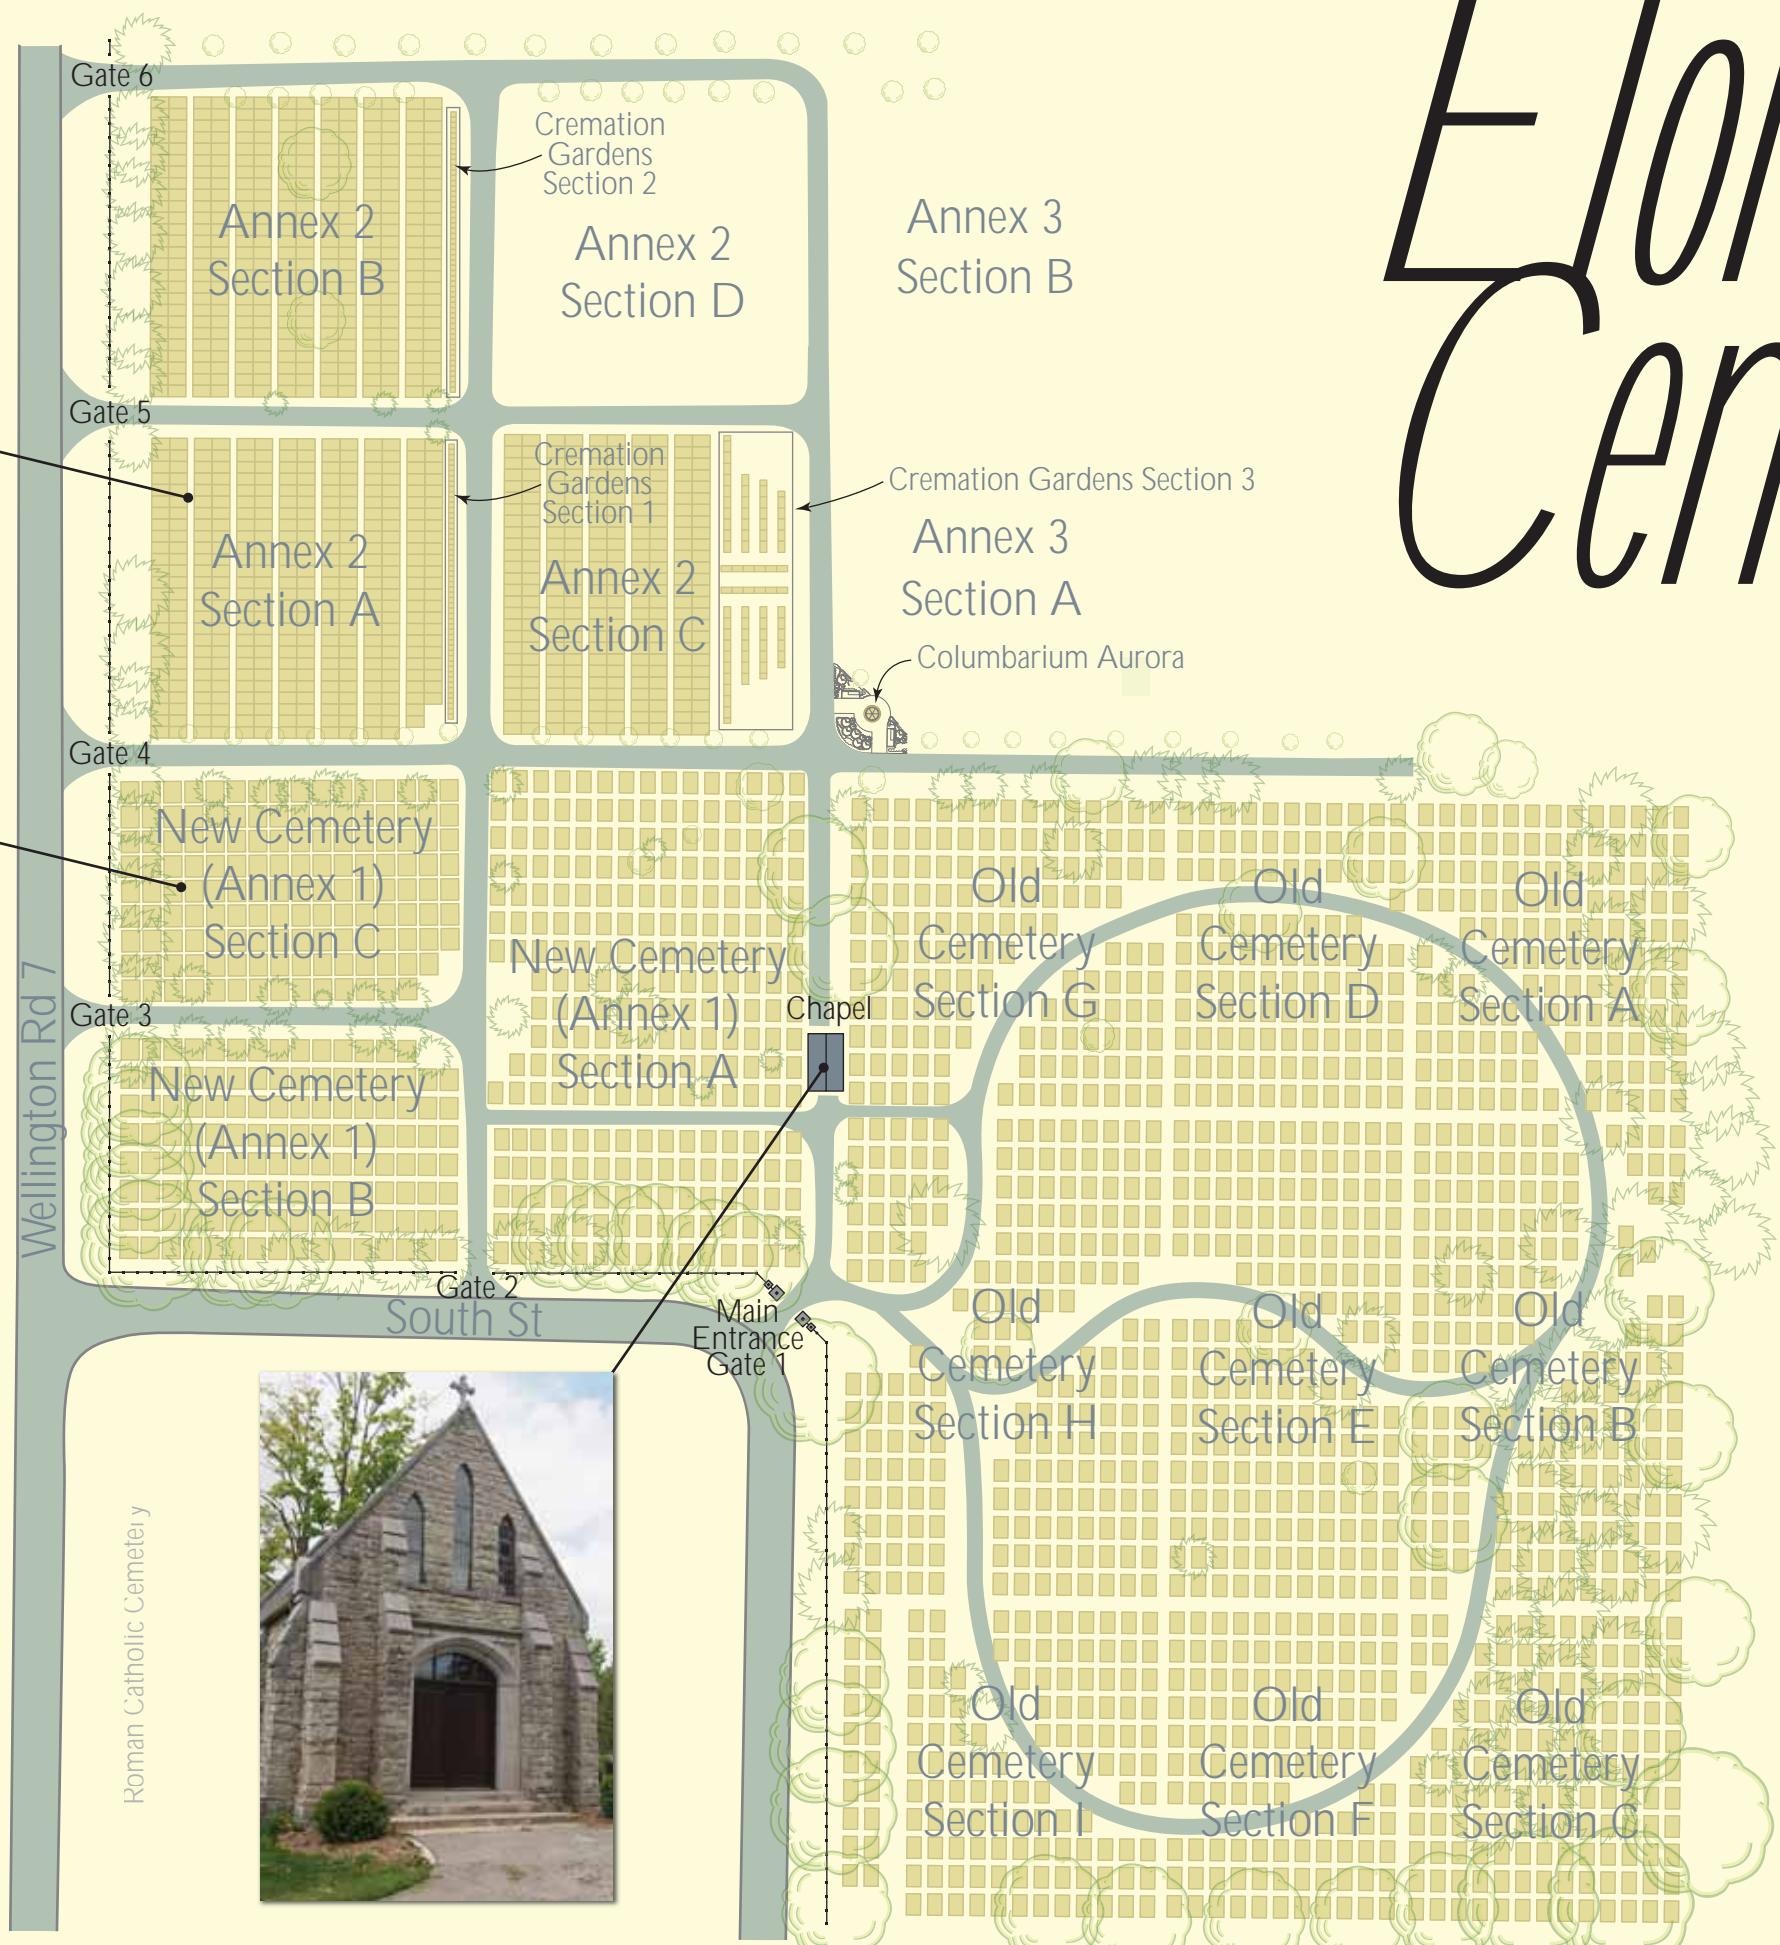 Elor
Cem
Gate 6
Cremation
Gardens
Section 2
Annex 2
Section B
Annex 2
Section D
Annex 3
Section B
Gate 5
Cremation
Gardens
Section 1
Cremation Gardens Section 3
Annex 2
Section A
Annex 2
Section C
Annex 3
Section A
Columbarium Aurora
Gate 4
New Cemetery
(Annex 1)
Section C
New Cemetery
(Annex 1)
Section A
Chapel
Old
Cemetery
Section G
Old
Cemetery
Section D
Old
Cemetery
Section A
Gate 3
New Cemetery
(Annex 1)
Section B
Wellington Rd 7
Gate 2
South St
Main
Entrance
Gate 1
Old
Cemetery
Section H
Old
Cemetery
Section E
Old
Cemetery
Section B
Roman Catholic Cemetery
Old
Cemetery
Section I
Old
Cemetery
Section F
Old
Cemetery
Section C